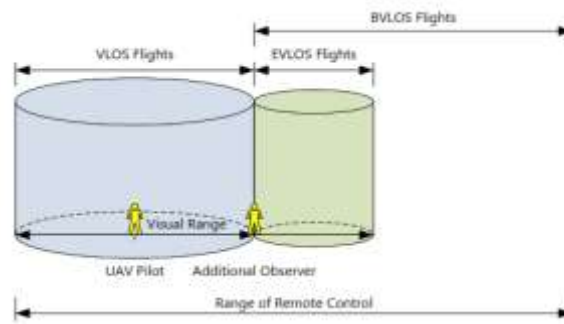 BVLOS Flights
VLOS Flights
EVLOS Flights
Visual Range
UAV Pilot
Additional Observer
Range of Remote Control